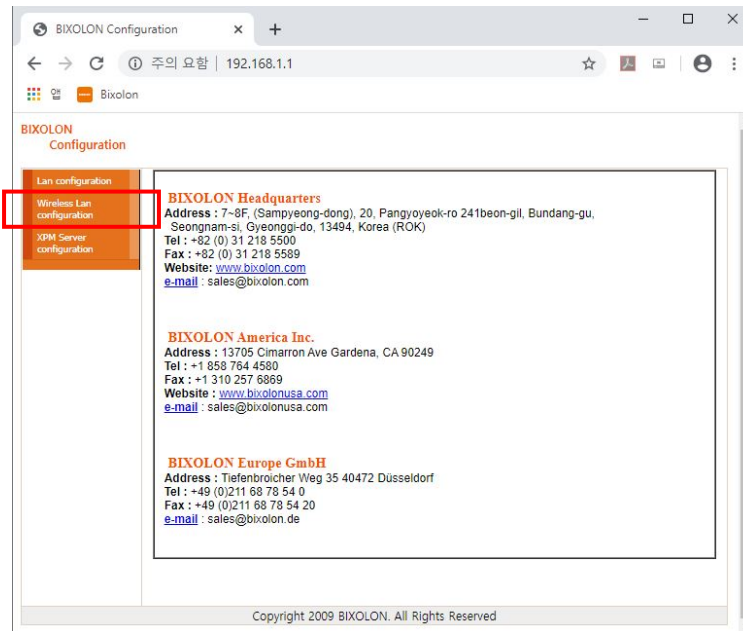 BIXOLON Configuration
주의 요함 | 192.168.1.1
앱 Bixolon
BIXOLON
Configuration
Lan configuration
Wireless Lan
configuration
XPM Server
configuration
BIXOLON Headquarters
Address : 7~8F, (Sampyeong-dong), 20, Pangyoyeok-ro 241beon-gil, Bundang-gu,
Seongnam-si, Gyeonggi-do, 13494, Korea (ROK)
Tel : +82 (0) 31 218 5500
Fax : +82 (0) 31 218 5589
Website: www.bixolon.com
e-mail : sales@bixolon.com
BIXOLON America Inc.
Address : 13705 Cimarron Ave Gardena, CA 90249
Tel : +1 858 764 4580
Fax : +1 310 257 6869
Website : www.bixolonusa.com
e-mail : sales@bixolonusa.com
BIXOLON Europe GmbH
Address : Tiefenbroicher Weg 35 40472 Düsseldorf
Tel : +49 (0)211 68 78 54 0
Fax : +49 (0)211 68 78 54 20
e-mail : sales@bixolon.de
Copyright 2009 BIXOLON. All Rights Reserved